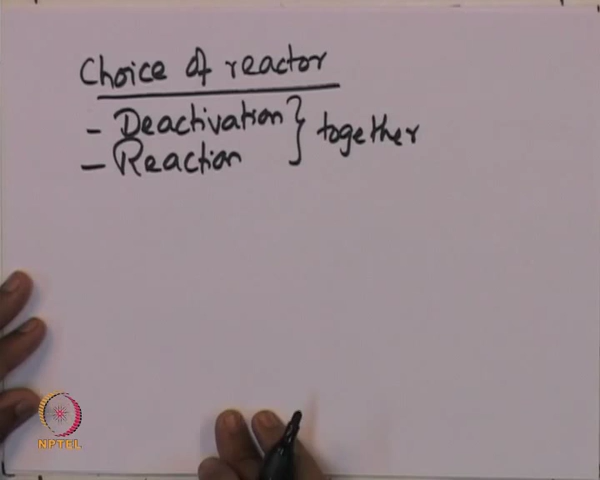 Choice of reactor
- Deactivation } together
- Reaction
NPTEL